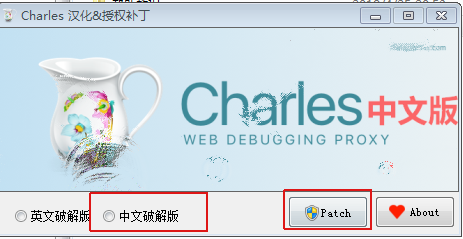 Charles 汉化&授权补丁
Charles 中文版
WEB DEBUGGING PROXY
英文破解版
中文破解版
Patch
About